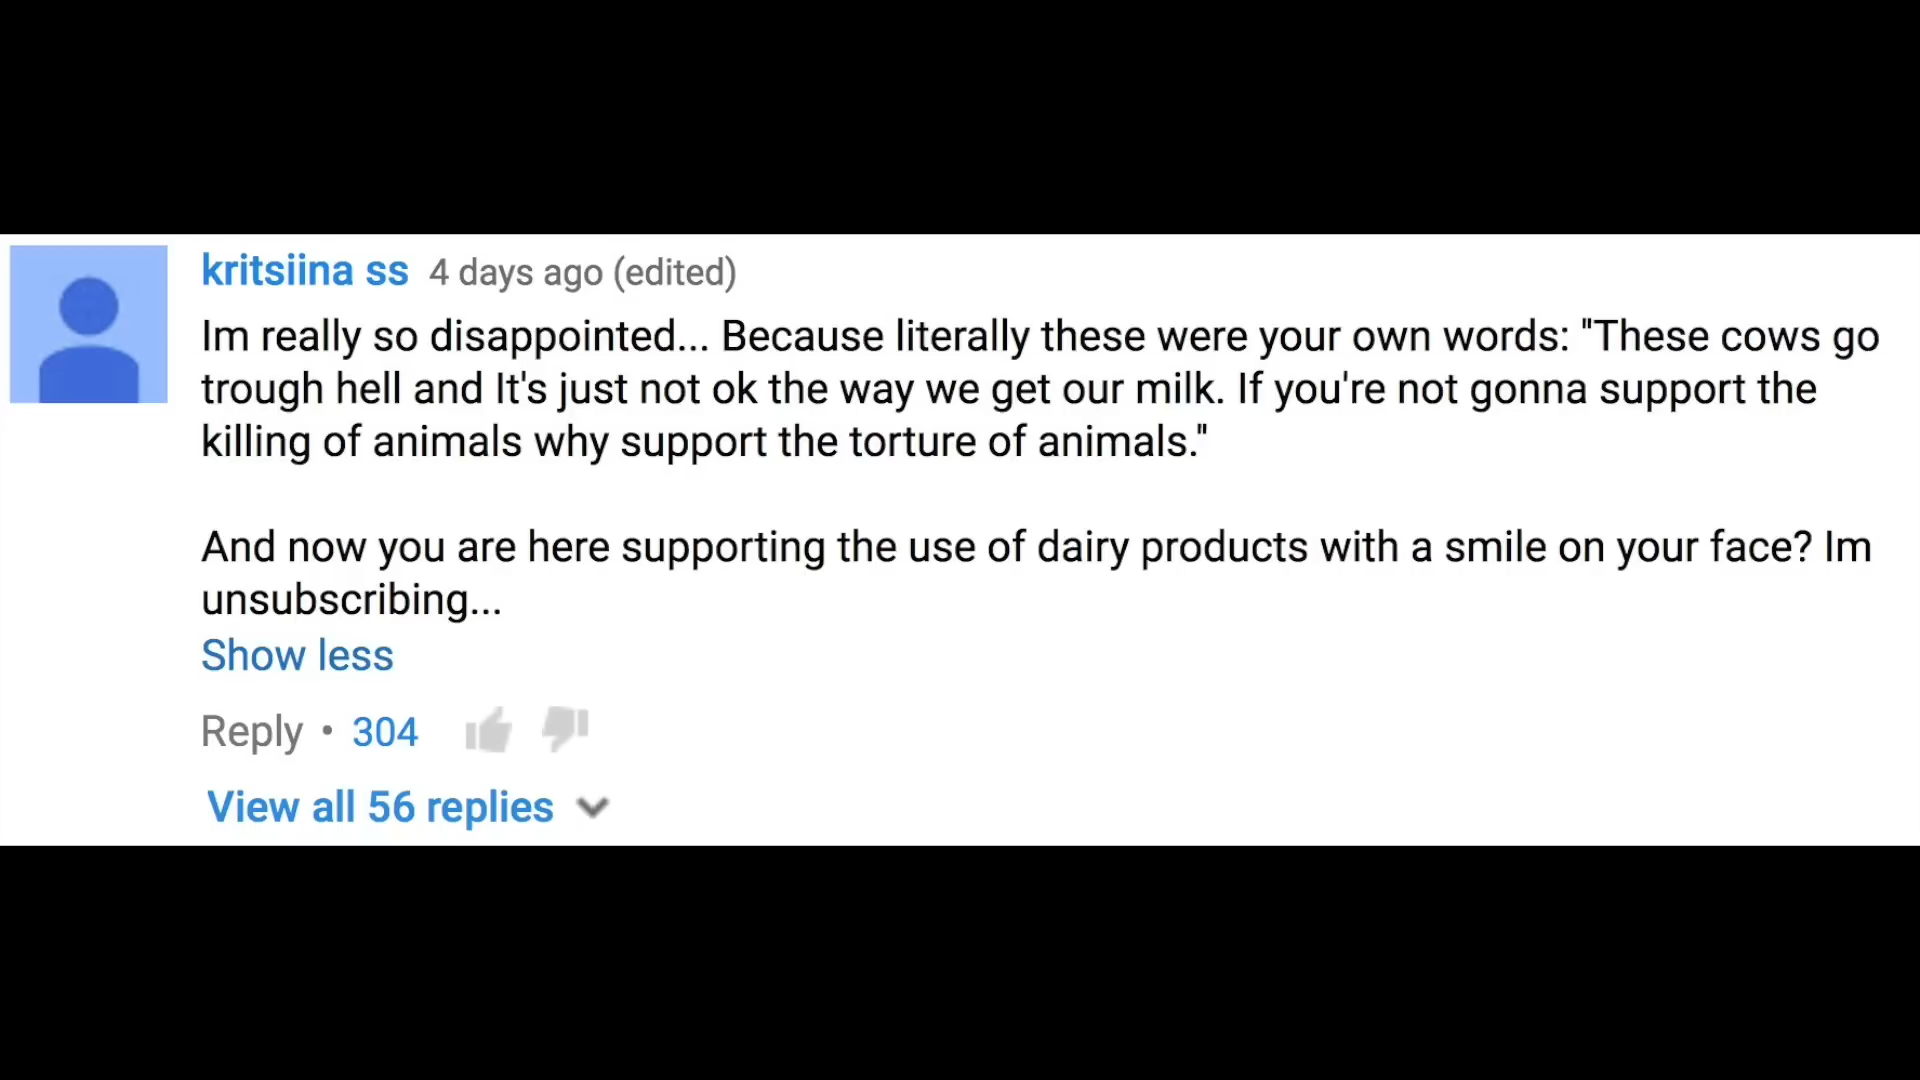 kritsiina ss 4 days ago (edited)
Im really so disappointed... Because literally these were your own words: "These cows go
trough hell and It's just not ok the way we get our milk. If you're not gonna support the
killing of animals why support the torture of animals."
And now you are here supporting the use of dairy products with a smile on your face? Im
unsubscribing...
Show less
Reply • 304
View all 56 replies